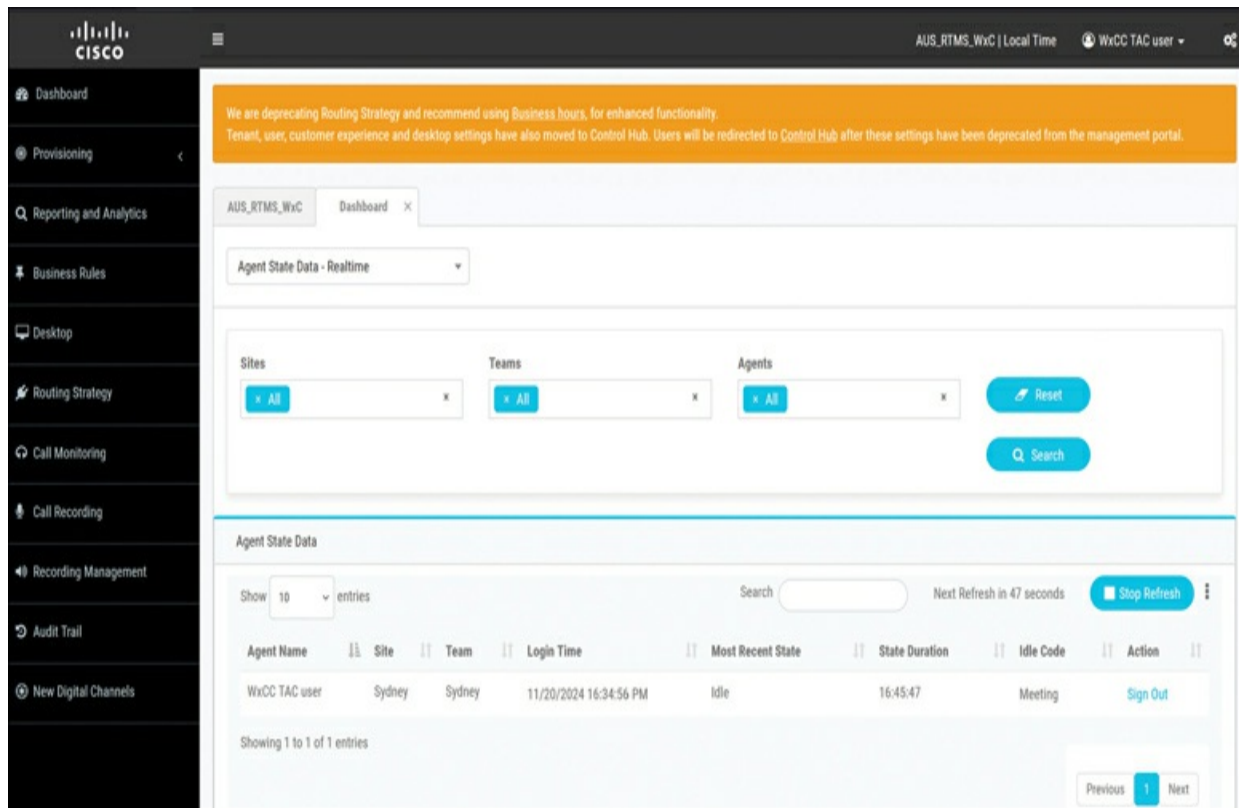 CISCO
AUS_RTMS_WxC | Local Time
WxCC TAC user
Dashboard
Provisioning
Reporting and Analytics
Business Rules
Desktop
Routing Strategy
Call Monitoring
Call Recording
Recording Management
Audit Trail
New Digital Channels
We are deprecating Routing Strategy and recommend using Business hours, for enhanced functionality.
Tenant, user, customer experience and desktop settings have also moved to Control Hub. Users will be redirected to Control Hub after these settings have been deprecated from the management portal.
AUS_RTMS_WxC Dashboard ×
Agent State Data - Realtime
Sites Teams Agents
× All × × All × × All ×
Reset
Search
Agent State Data
Show 10 entries Search Next Refresh in 47 seconds Stop Refresh
Agent Name Site Team Login Time Most Recent State State Duration Idle Code Action
WxCC TAC user Sydney Sydney 11/20/2024 16:34:56 PM Idle 16:45:47 Meeting Sign Out
Showing 1 to 1 of 1 entries
Previous 1 Next